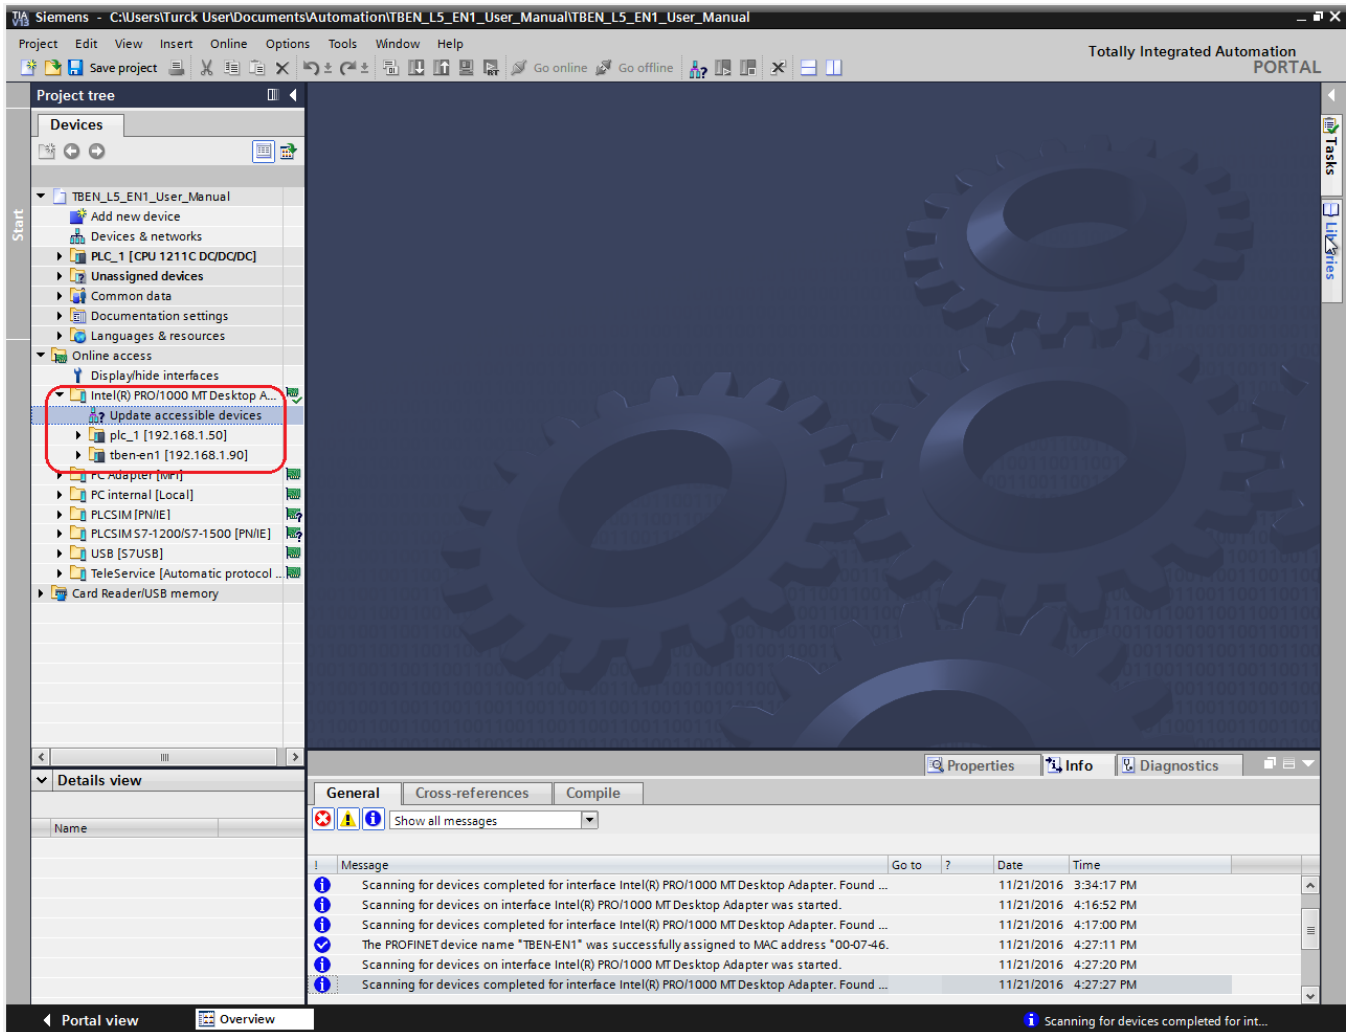 Siemens - C:\Users\Turck User\Documents\Automation\TBEN_L5_EN1_User_Manual\TBEN_L5_EN1_User_Manual
Project Edit View Insert Online Options Tools Window Help
Totally Integrated Automation
PORTAL
Save project Go online Go offline
Project tree
Devices
Start
TBEN_L5_EN1_User_Manual
Add new device
Devices & networks
PLC_1 [CPU 1211C DC/DC/DC]
Unassigned devices
Common data
Documentation settings
Languages & resources
Online access
Display/hide interfaces
Intel(R) PRO/1000 MT Desktop A...
Update accessible devices
plc_1 [192.168.1.50]
tben-en1 [192.168.1.90]
PC Adapter [MPI]
PC internal [Local]
PLCSIM [PN/IE]
PLCSIM S7-1200/S7-1500 [PN/IE]
USB [S7USB]
TeleService [Automatic protocol ...
Card Reader/USB memory
Tasks
Libraries
Details view
Name
Properties Info Diagnostics
General Cross-references Compile
Show all messages
! Message Go to ? Date Time
Scanning for devices completed for interface Intel(R) PRO/1000 MT Desktop Adapter. Found ... 11/21/2016 3:34:17 PM
Scanning for devices on interface Intel(R) PRO/1000 MT Desktop Adapter was started. 11/21/2016 4:16:52 PM
Scanning for devices completed for interface Intel(R) PRO/1000 MT Desktop Adapter. Found ... 11/21/2016 4:17:00 PM
The PROFINET device name "TBEN-EN1" was successfully assigned to MAC address "00-07-46. 11/21/2016 4:27:11 PM
Scanning for devices on interface Intel(R) PRO/1000 MT Desktop Adapter was started. 11/21/2016 4:27:20 PM
Scanning for devices completed for interface Intel(R) PRO/1000 MT Desktop Adapter. Found ... 11/21/2016 4:27:27 PM
Portal view Overview Scanning for devices completed for int...